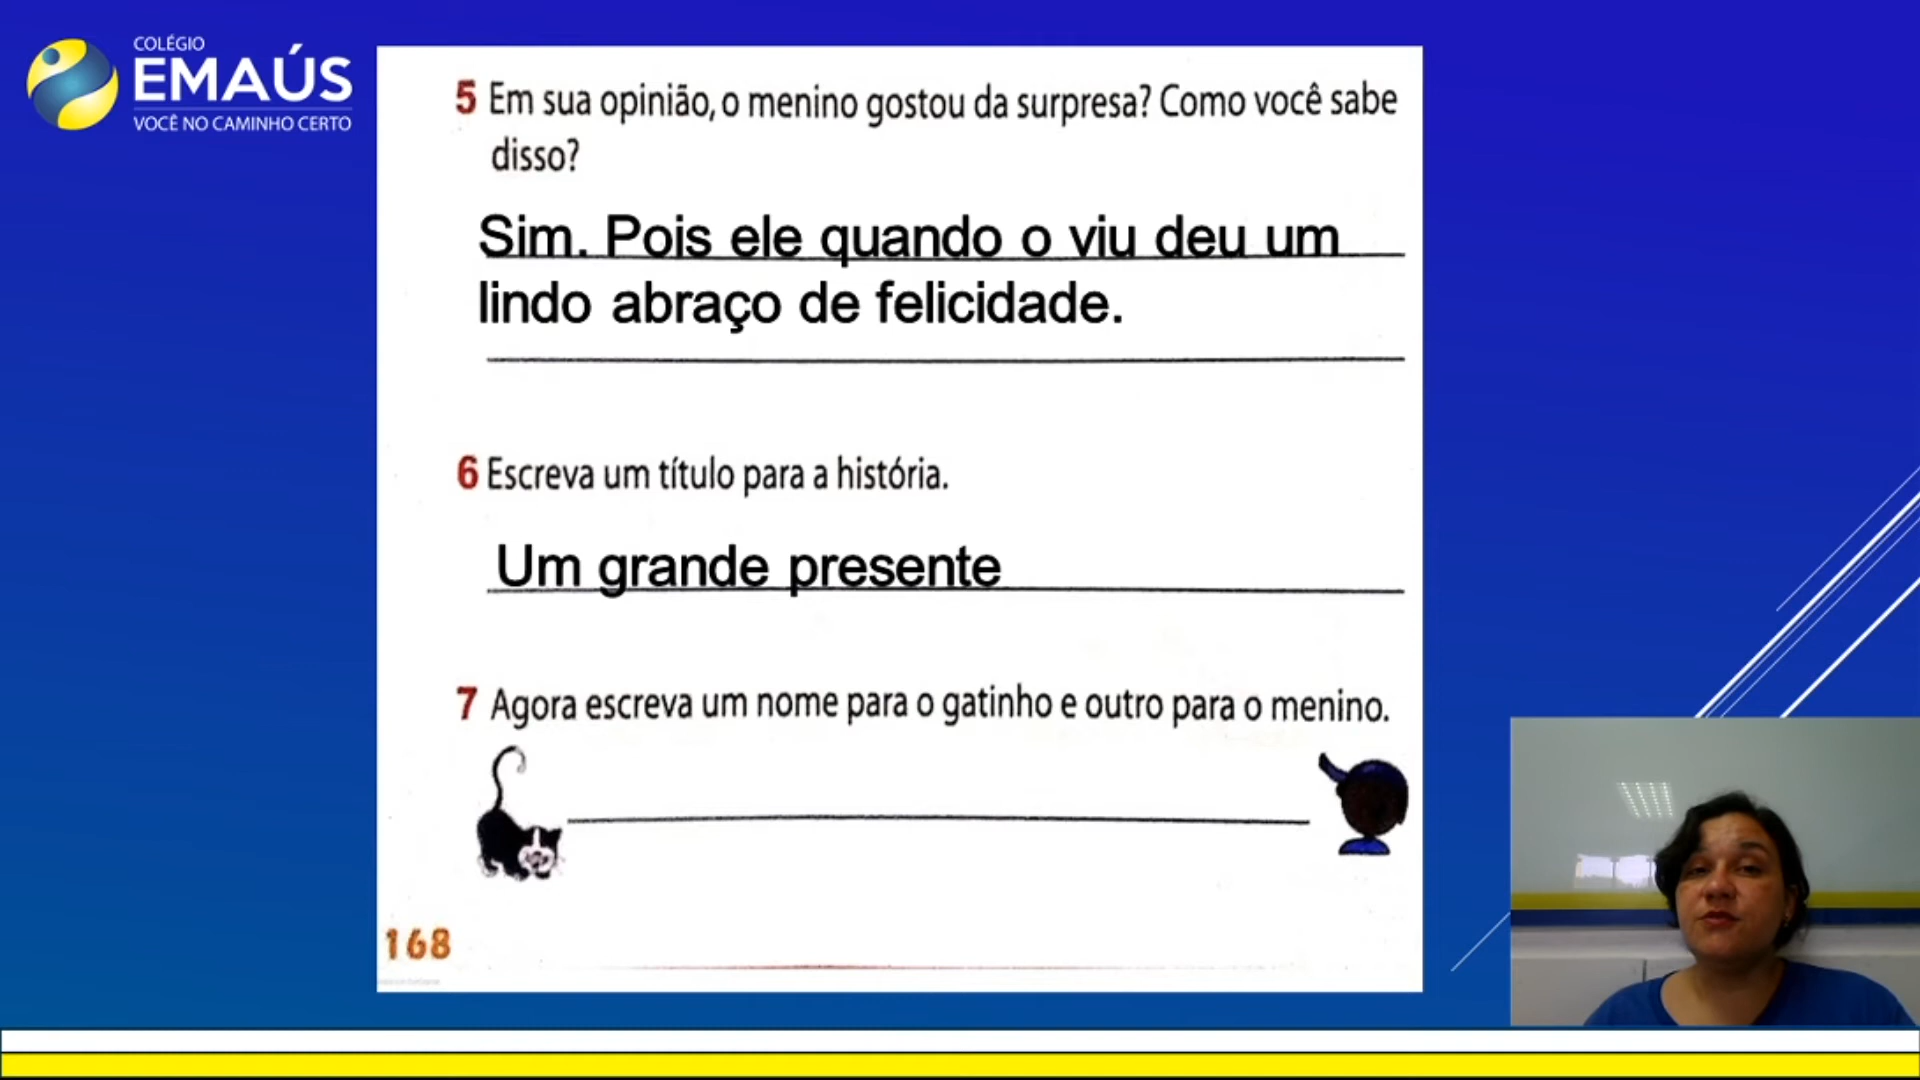 COLÉGIO
EMAÚS
VOCÊ NO CAMINHO CERTO
5 Em sua opinião, o menino gostou da surpresa? Como você sabe
disso?
Sim. Pois ele quando o viu deu um
lindo abraço de felicidade.
6 Escreva um título para a história.
Um grande presente
7 Agora escreva um nome para o gatinho e outro para o menino.
168